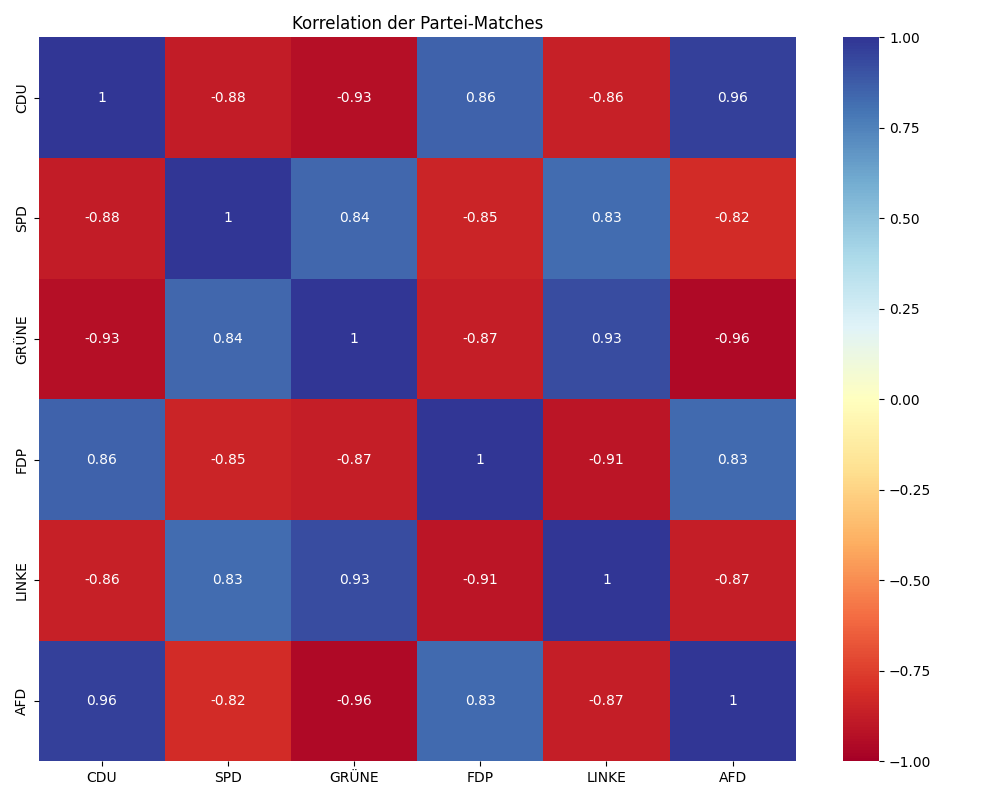 Korrelation der Partei-Matches
CDU 1 -0.88 -0.93 0.86 -0.86 0.96
SPD -0.88 1 0.84 -0.85 0.83 -0.82
GRÜNE -0.93 0.84 1 -0.87 0.93 -0.96
FDP 0.86 -0.85 -0.87 1 -0.91 0.83
LINKE -0.86 0.83 0.93 -0.91 1 -0.87
AFD 0.96 -0.82 -0.96 0.83 -0.87 1
CDU SPD GRÜNE FDP LINKE AFD
1.00
0.75
0.50
0.25
0.00
−0.25
−0.50
−0.75
−1.00